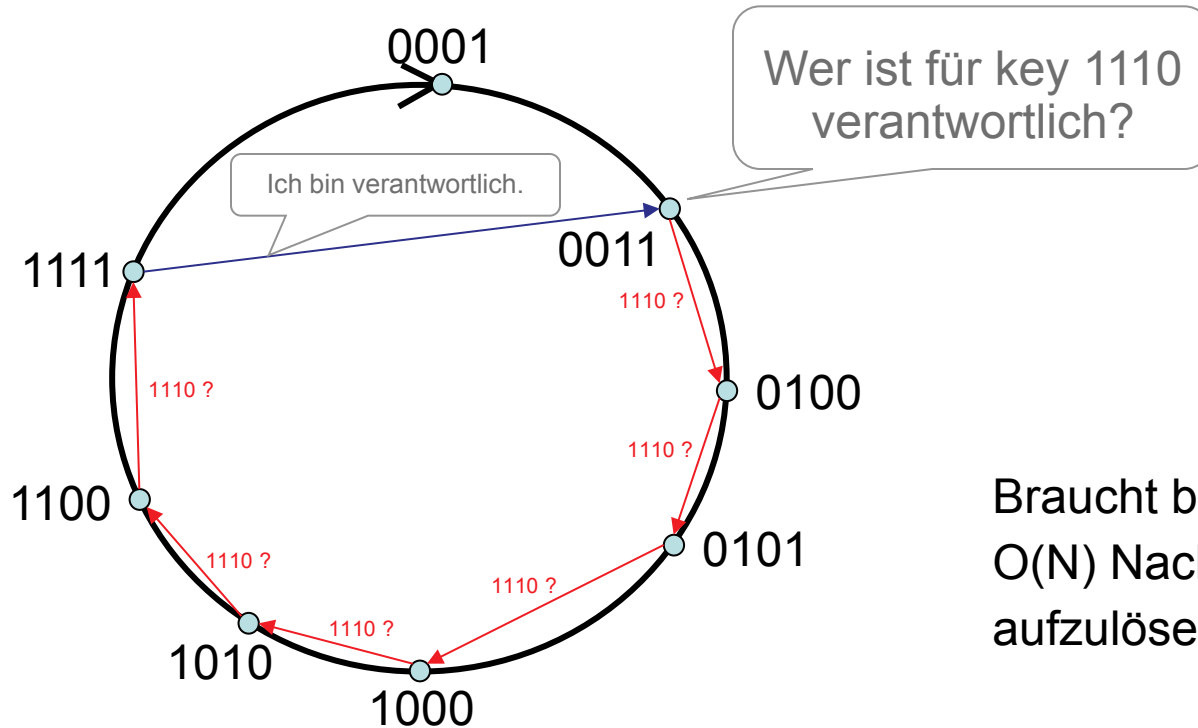 0001
Wer ist für key 1110
verantwortlich?
Ich bin verantwortlich.
1111
0011
1110 ?
1110 ?
0100
1110 ?
1100
0101
1110 ?
1110 ?
1110 ?
1010
1000
Braucht
O(N)